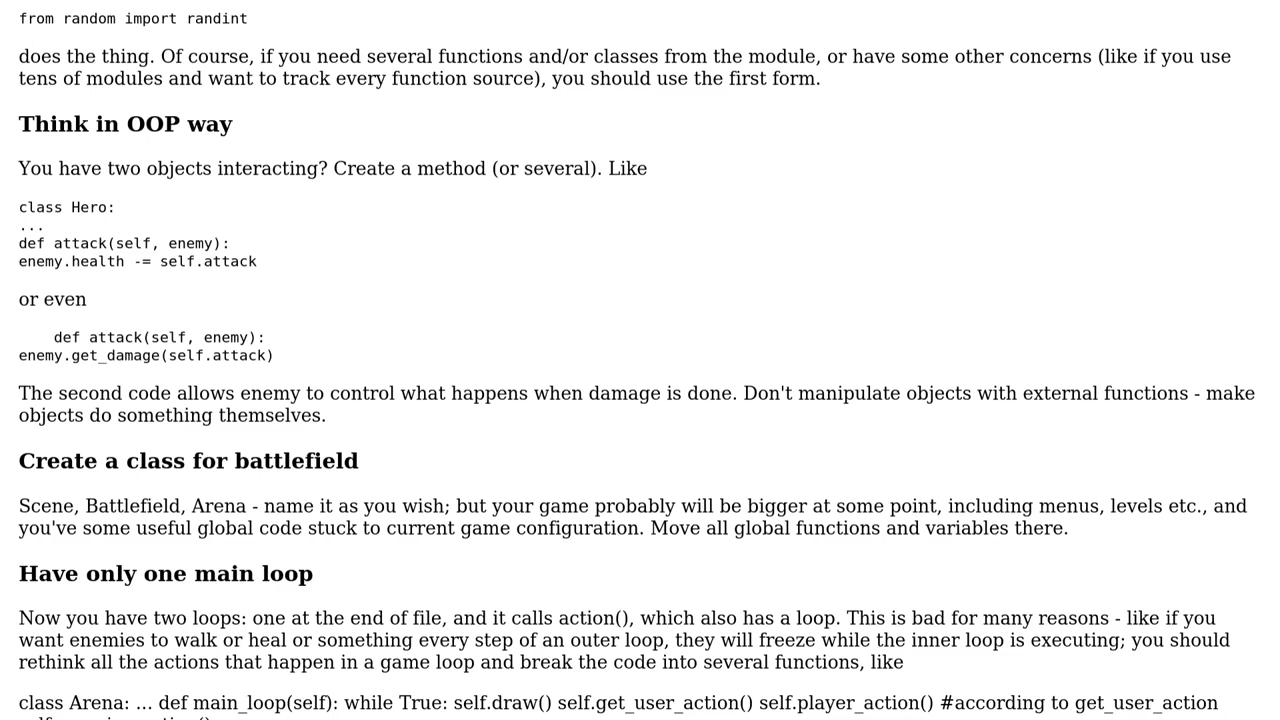 from random import randint
does the thing. Of course, if you need several functions and/or classes from the module, or have some other concerns (like if you use
tens of modules and want to track every function source), you should use the first form.
Think in OOP way
You have two objects interacting? Create a method (or several). Like
class Hero:
...
def attack(self, enemy):
enemy.health -= self.attack
or even
    def attack(self, enemy):
enemy.get_damage(self.attack)
The second code allows enemy to control what happens when damage is done. Don't manipulate objects with external functions - make
objects do something themselves.
Create a class for battlefield
Scene, Battlefield, Arena - name it as you wish; but your game probably will be bigger at some point, including menus, levels etc., and
you've some useful global code stuck to current game configuration. Move all global functions and variables there.
Have only one main loop
Now you have two loops: one at the end of file, and it calls action(), which also has a loop. This is bad for many reasons - like if you
want enemies to walk or heal or something every step of an outer loop, they will freeze while the inner loop is executing; you should
rethink all the actions that happen in a game loop and break the code into several functions, like
class Arena: ... def main_loop(self): while True: self.draw() self.get_user_action() self.player_action() #according to get_user_action